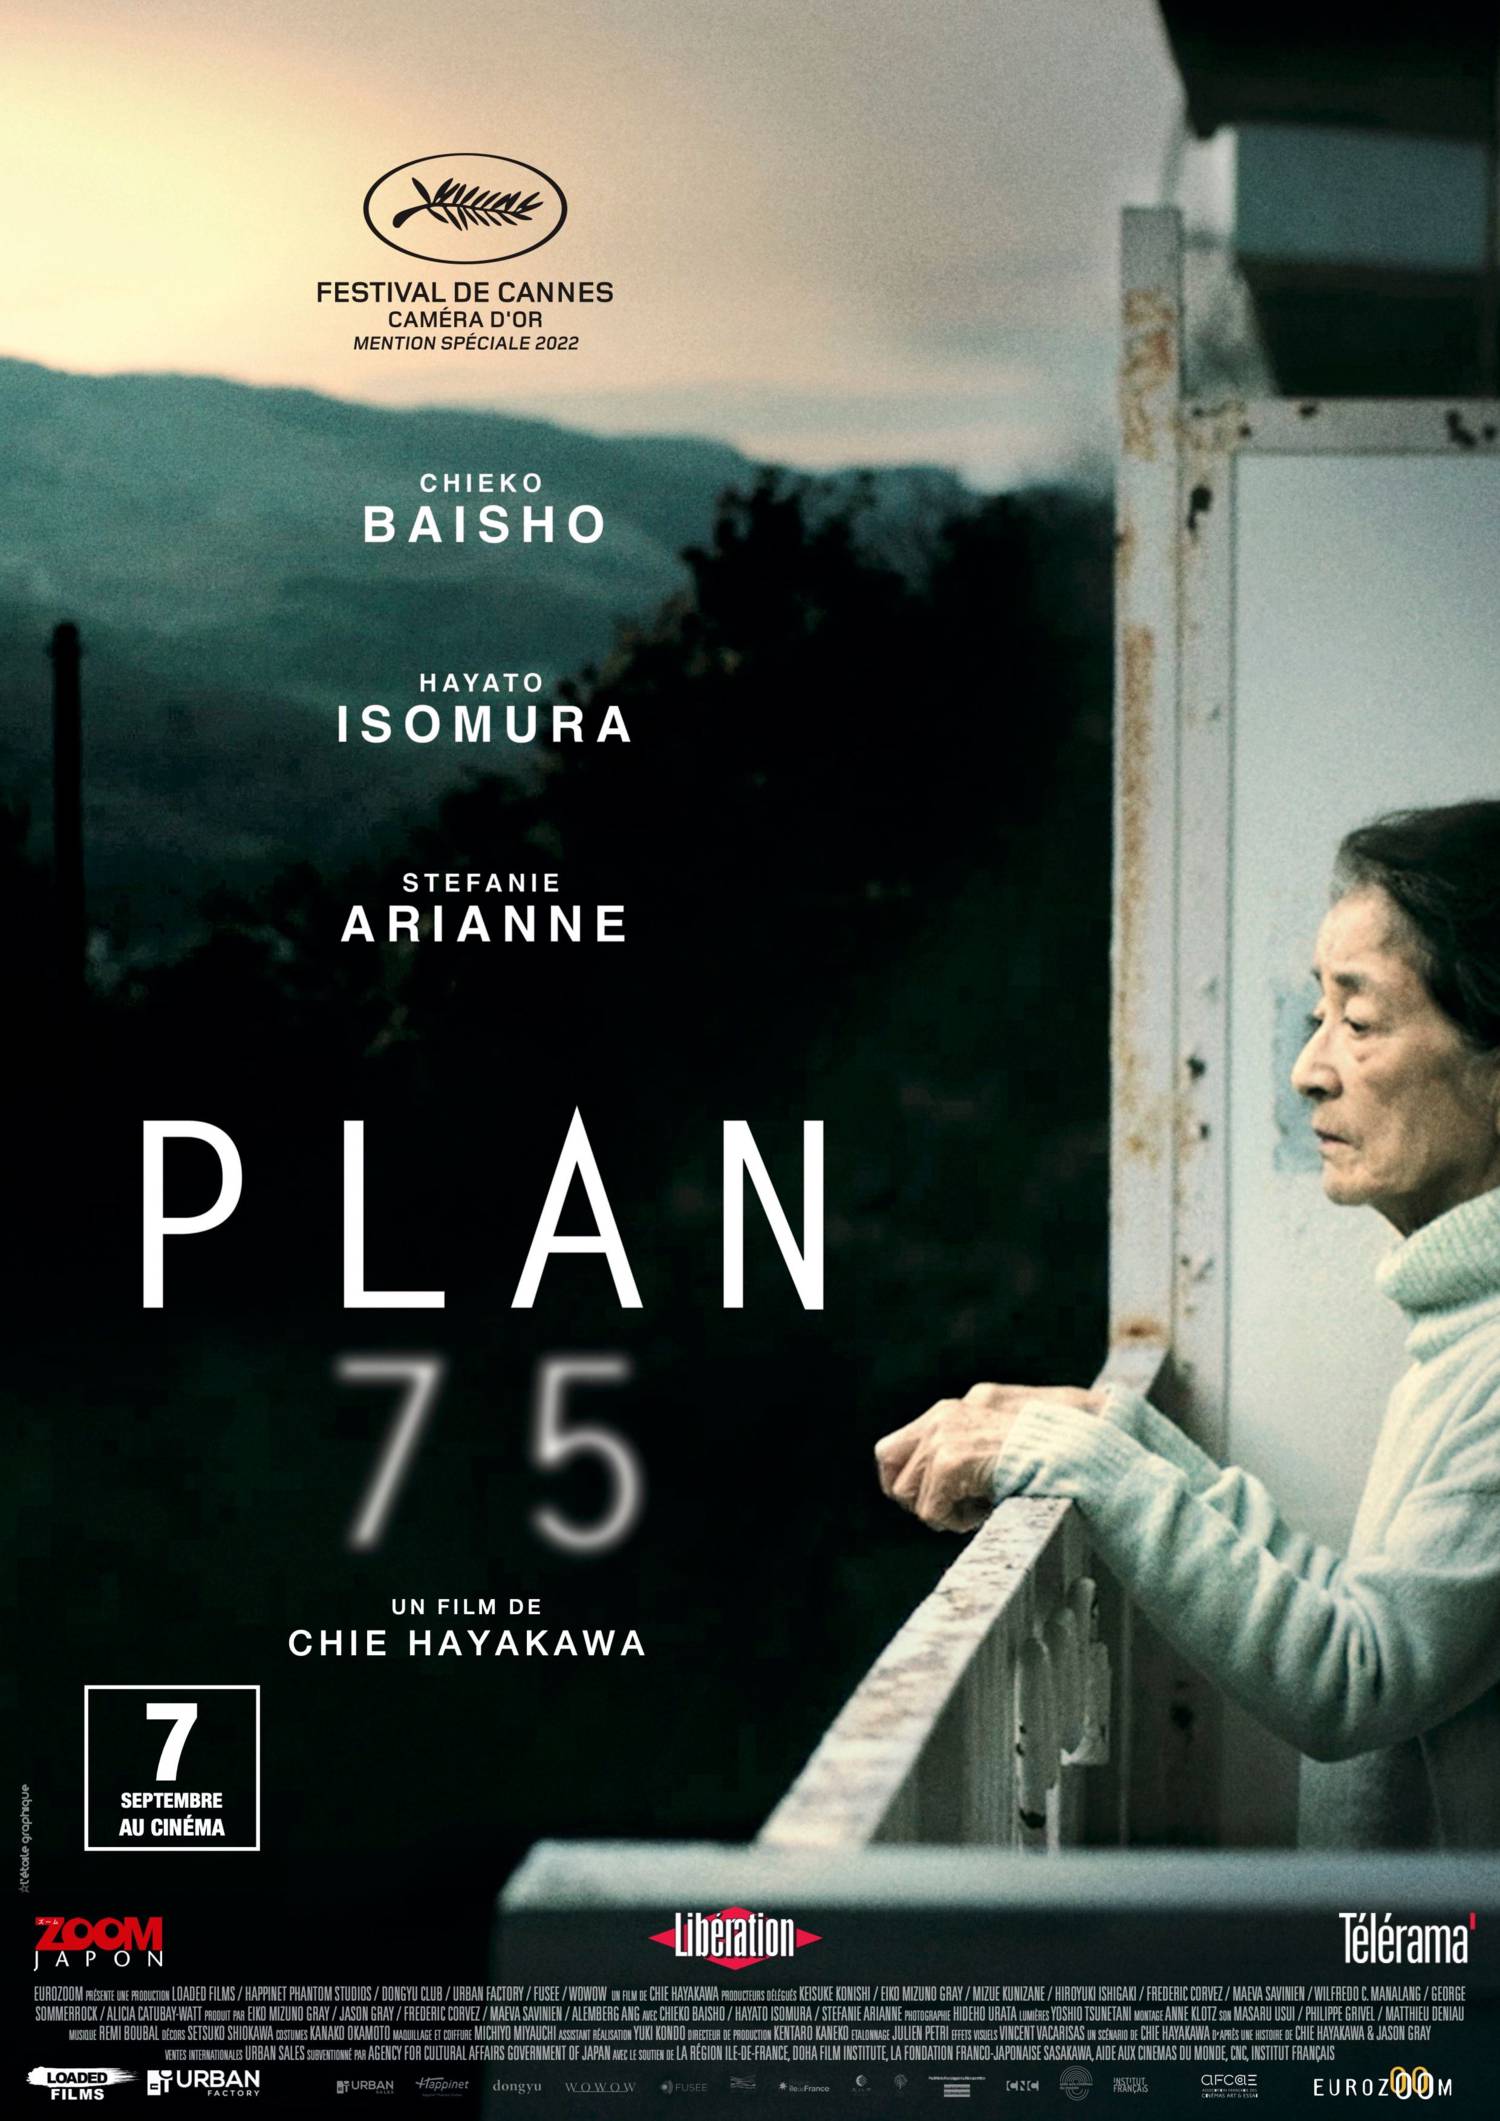 FESTIVAL DE CANNES
CAMÉRA D'OR
MENTION SPÉCIALE 2022
CHIEKO
BAISHO
HAYATO
ISOMURA
STEFANIE
ARIANNE
PLAN
75
UN FILM DE
CHIE HAYAKAWA
7
SEPTEMBRE
AU CINÉMA
l'étoile graphique
ズーム
ZOOM
JAPON
Libération
Télérama'
EUROZOOM PRÉSENTE UNE PRODUCTION LOADED FILMS / HAPPINET PHANTOM STUDIOS / DONGYU CLUB / URBAN FACTORY / FUSEE / WOWOW UN FILM DE CHIE HAYAKAWA PRODUCTEURS DÉLÉGUÉS KEISUKE KONISHI / EIKO MIZUNO GRAY / MIZUE KUNIZANE / HIROYUKI ISHIGAKI / FREDERIC CORVEZ / MAEVA SAVINIEN / WILFREDO C. MANALANG / GEORGE
SOMMERROCK / ALICIA CATUBAY-WATT PRODUIT PAR EIKO MIZUNO GRAY / JASON GRAY / FREDERIC CORVEZ / MAEVA SAVINIEN / ALEMBERG ANG AVEC CHIEKO BAISHO / HAYATO ISOMURA / STEFANIE ARIANNE PHOTOGRAPHIE HIDEHO URATA LUMIÈRES YOSHIO TSUNETANI MONTAGE ANNE KLOTZ SON MASARU USUI / PHILIPPE GRIVEL / MATTHIEU DENIAU
MUSIQUE REMI BOUBAL DÉCORS SETSUKO SHIOKAWA COSTUMES KANAKO OKAMOTO MAQUILLAGE ET COIFFURE MICHIYO MIYAUCHI ASSISTANT RÉALISATION YUKI KONDO DIRECTEUR DE PRODUCTION KENTARO KANEKO ETALONNAGE JULIEN PETRI EFFETS VISUELS VINCENT VACARISAS UN SCÉNARIO DE CHIE HAYAKAWA D'APRÈS UNE HISTOIRE DE CHIE HAYAKAWA & JASON GRAY
VENTES INTERNATIONALES URBAN SALES SUBVENTIONNÉ PAR AGENCY FOR CULTURAL AFFAIRS GOVERNMENT OF JAPAN AVEC LE SOUTIEN DE LA RÉGION ILE-DE-FRANCE, DOHA FILM INSTITUTE, LA FONDATION FRANCO-JAPONAISE SASAKAWA, AIDE AUX CINEMAS DU MONDE, CNC, INSTITUT FRANÇAIS
LOADED
FILMS
URBAN
FACTORY
URBAN
SALES
Happinet
dongyu
WOWOW
FUSEE
îledeFrance
CNC
INSTITUT
FRANÇAIS
AFCAE
EUROZOOM